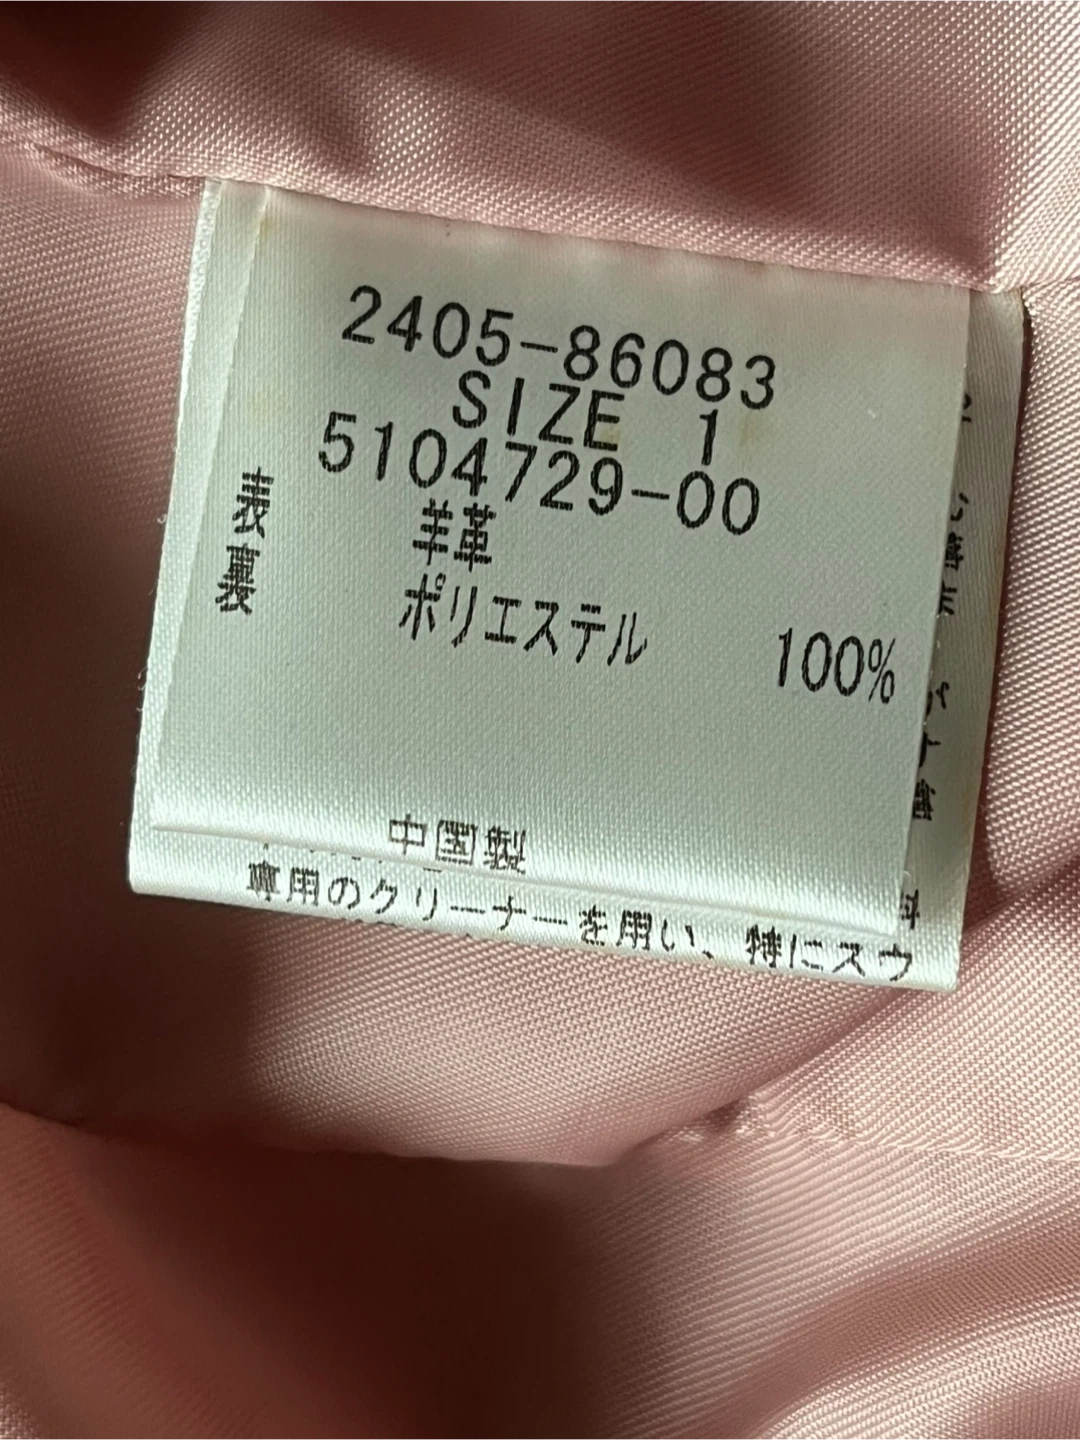 2405-86083
SIZE 1
5104729-00
表 羊革
裏 ポリエステル 100%
中国製
専用のクリーナーを用い、特にスウ